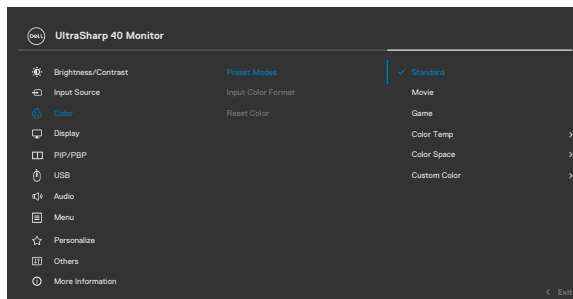 DELL UltraSharp 40 Monitor
Brightness/Contrast Preset Modes ✓ Standard
Input Source Input Color Format Movie
Color Reset Color Game
Display Color Temp >
PIP/PBP Color Space >
USB Custom Color >
Audio
Menu
Personalize
Others
More Information
< Exit